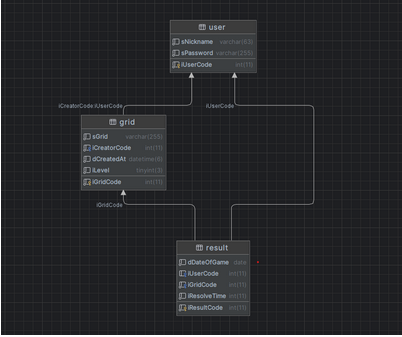 user
sNickname varchar(63)
sPassword varchar(255)
iUserCode int(11)
iCreatorCode:iUserCode
iUserCode
grid
sGrid varchar(255)
iCreatorCode int(11)
dCreatedAt datetime(6)
iLevel tinyint(3)
iGridCode int(11)
iGridCode
result
dDateOfGame date
iUserCode int(11)
iGridCode int(11)
iResolveTime int(11)
iResultCode int(11)